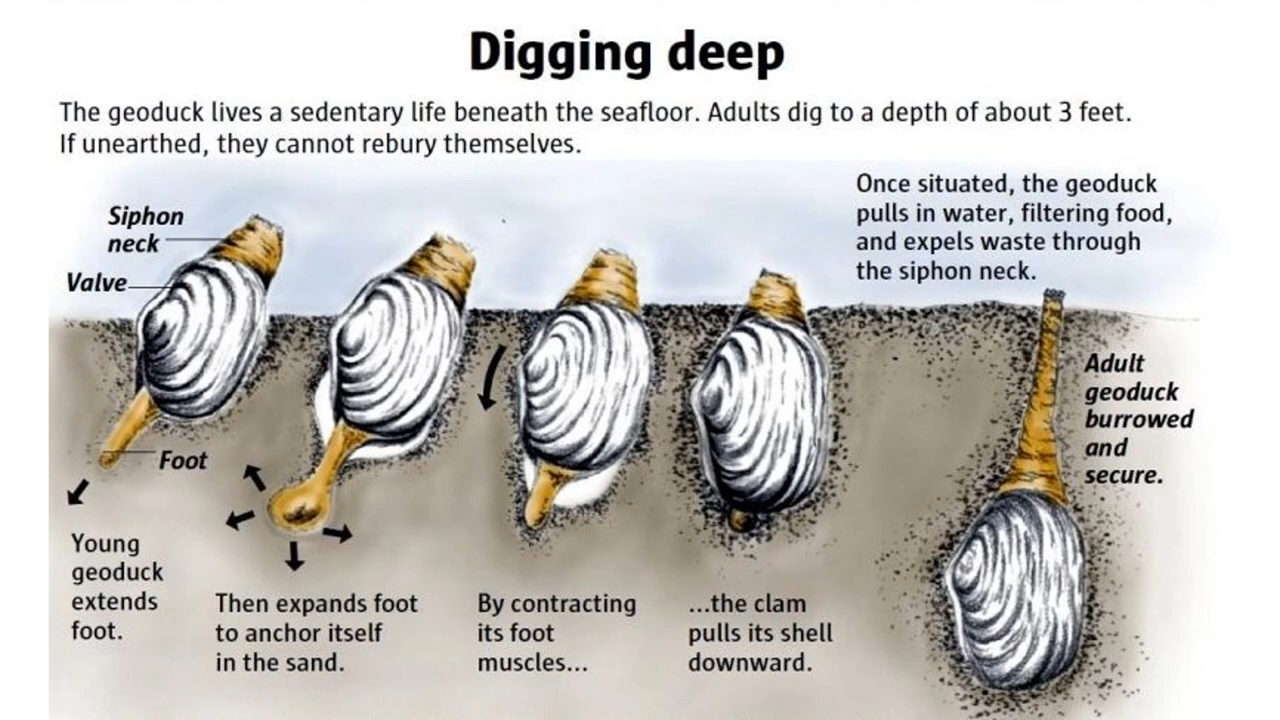 Digging deep
The geoduck lives a sedentary life beneath the seafloor. Adults dig to a depth of about 3 feet.
If unearthed, they cannot rebury themselves.
Once situated, the geoduck
pulls in water, filtering food,
and expels waste through
the siphon neck.
Siphon
neck
Valve
Foot
Adult
geoduck
burrowed
and
secure.
Young
geoduck
extends
foot.
Then expands foot
to anchor itself
in the sand.
By contracting
its foot
muscles...
...the clam
pulls its shell
downward.